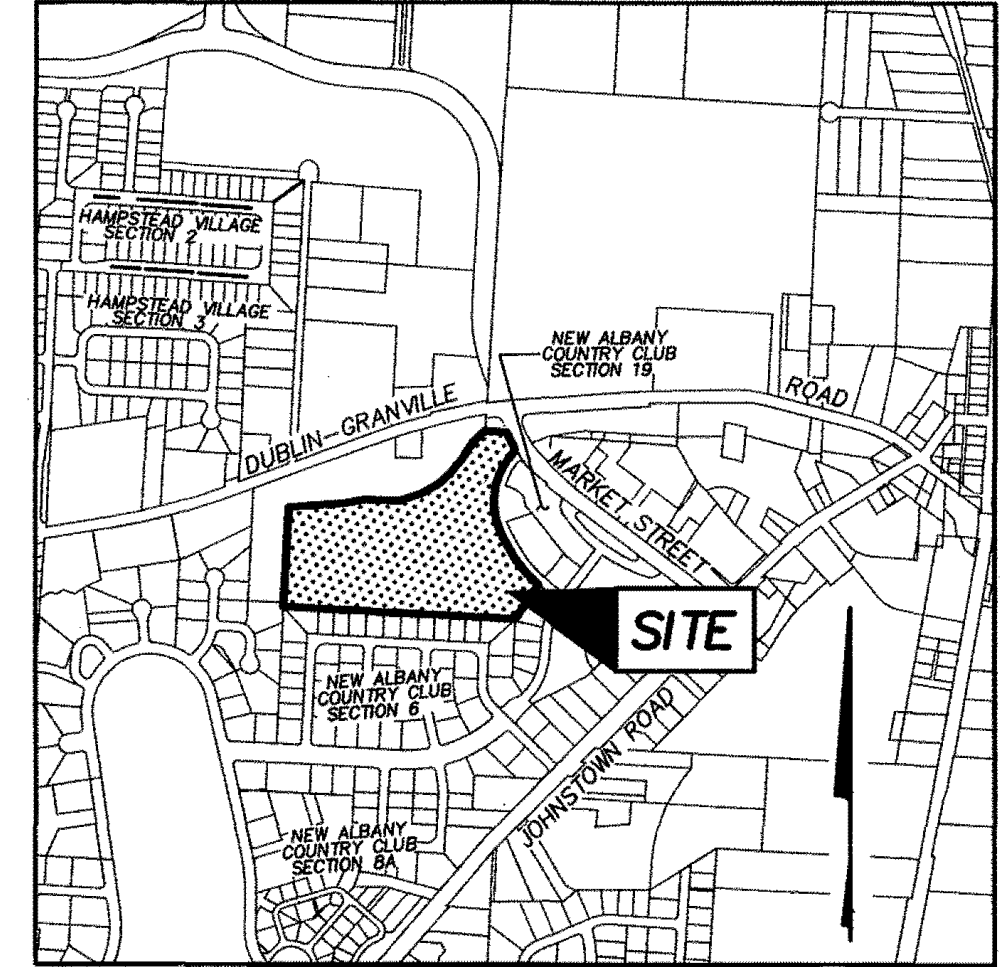 HAMPSTEAD VILLAGE
SECTION 2
HAMPSTEAD VILLAGE
SECTION 3
NEW ALBANY
COUNTRY CLUB
SECTION 19
DUBLIN-GRANVILLE
ROAD
MARKET STREET
SITE
NEW ALBANY
COUNTRY CLUB
SECTION 6
JOHNSTOWN ROAD
NEW ALBANY
COUNTRY CLUB
SECTION 8A